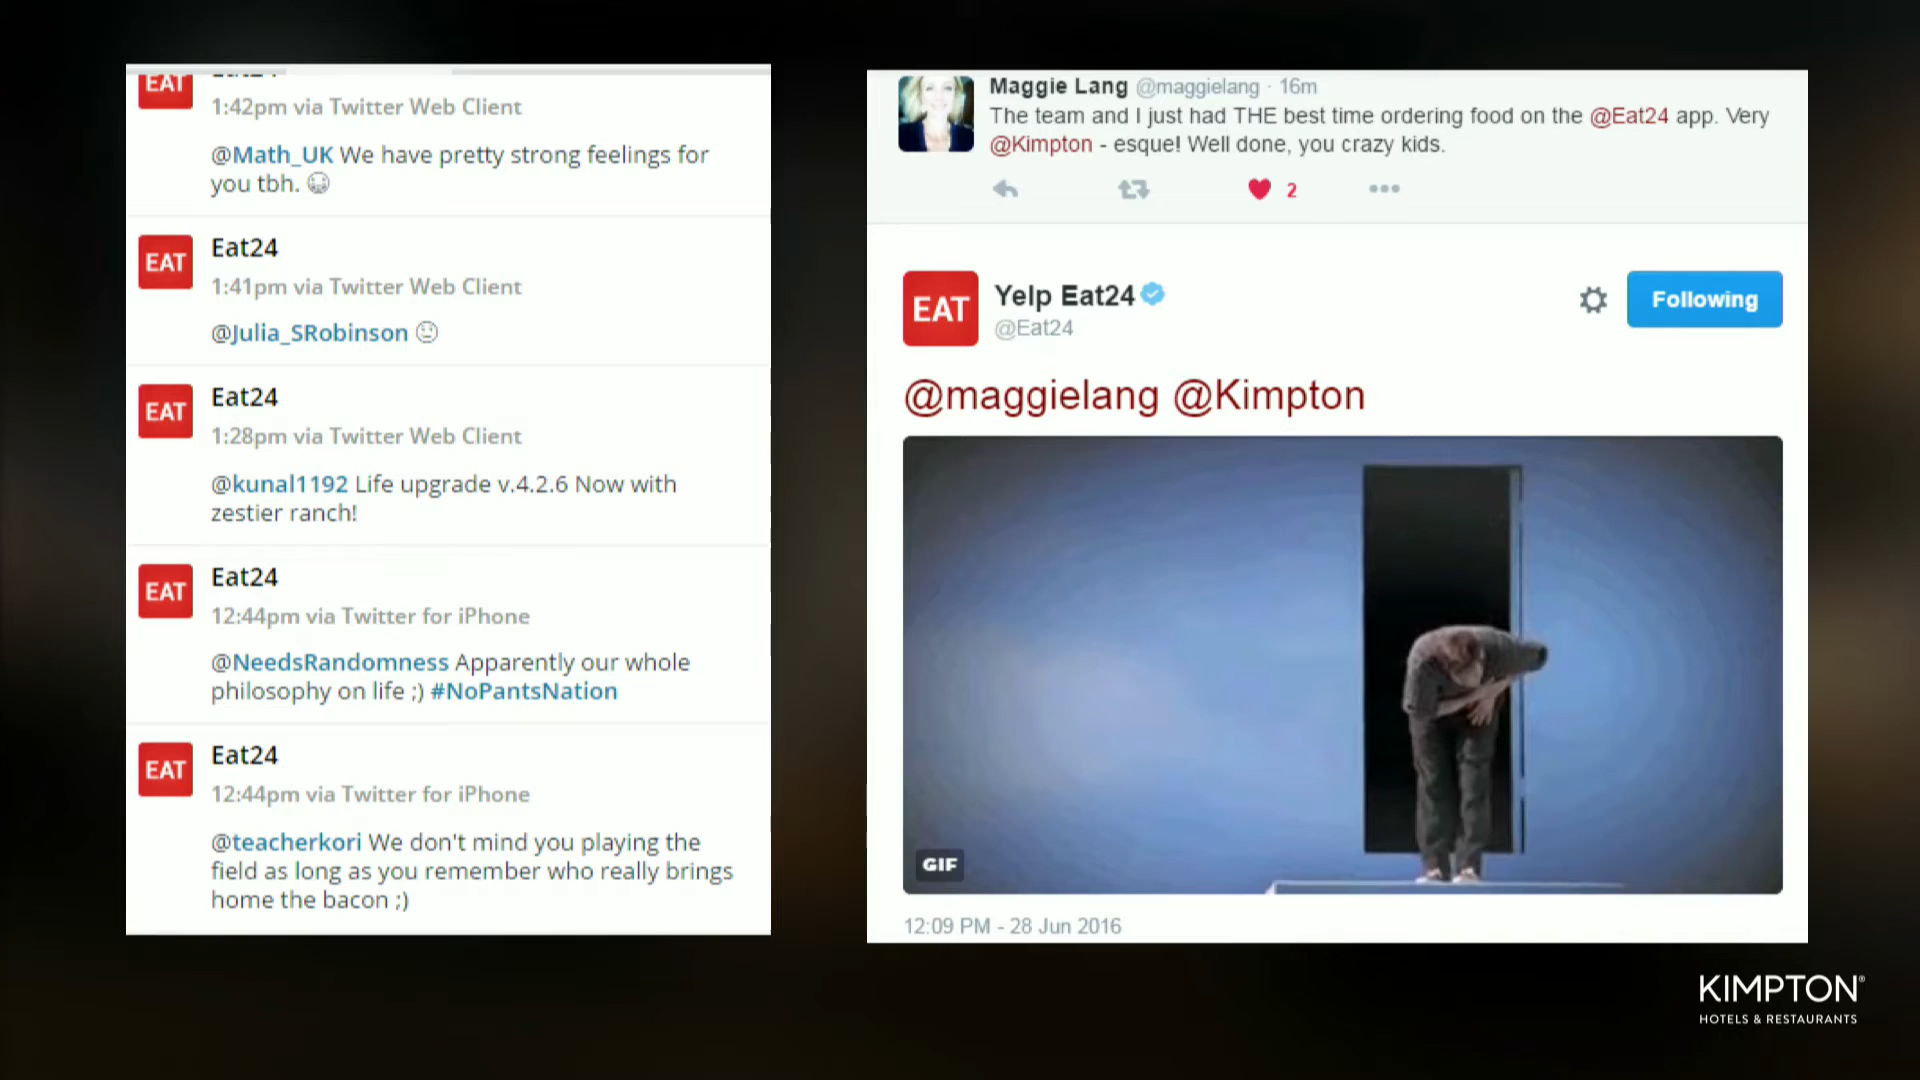 EAT
1:42pm via Twitter Web Client
@Math_UK We have pretty strong feelings for
you tbh.
EAT
Eat24
1:41pm via Twitter Web Client
@Julia_SRobinson
EAT
Eat24
1:28pm via Twitter Web Client
@kunal1192 Life upgrade v.4.2.6 Now with
zestier ranch!
EAT
Eat24
12:44pm via Twitter for iPhone
@NeedsRandomness Apparently our whole
philosophy on life ;) #NoPantsNation
EAT
Eat24
12:44pm via Twitter for iPhone
@teacherkori We don't mind you playing the
field as long as you remember who really brings
home the bacon ;)
Maggie Lang @maggielang · 16m
The team and I just had THE best time ordering food on the @Eat24 app. Very
@Kimpton - esque! Well done, you crazy kids.
2
EAT
Yelp Eat24
@Eat24
Following
@maggielang @Kimpton
GIF
12:09 PM - 28 Jun 2016
KIMPTON®
HOTELS & RESTAURANTS